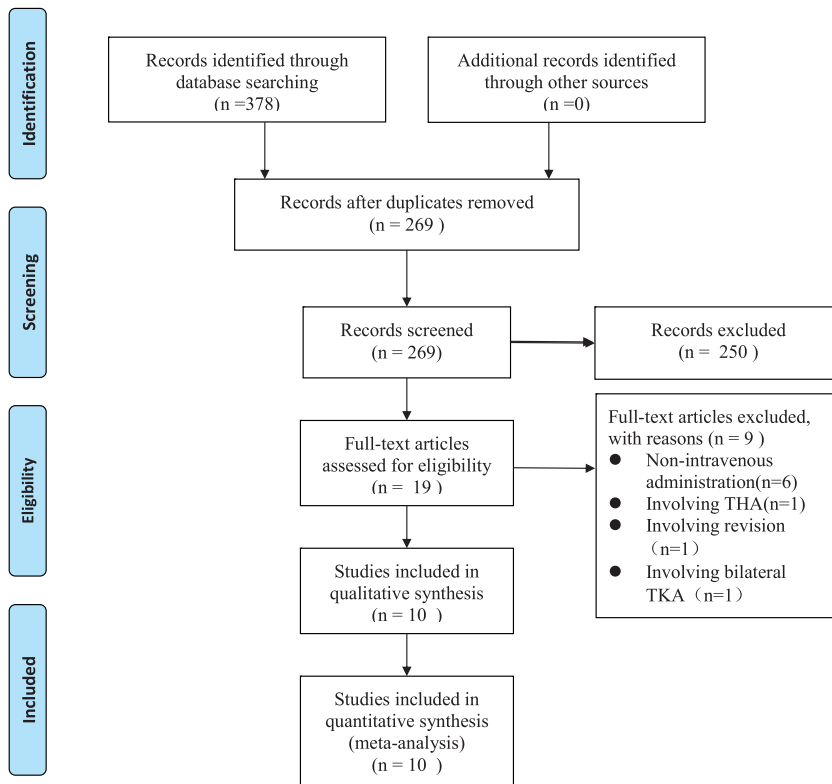 Identification
Records identified through
database searching
(n =378)
Additional records identified
through other sources
(n =0)
Records after duplicates removed
(n = 269 )
Screening
Records screened
(n = 269)
Records excluded
(n = 250 )
Eligibility
Full-text articles
assessed for eligibility
(n = 19 )
Full-text articles excluded,
with reasons (n = 9 )
● Non-intravenous
administration(n=6)
● Involving THA(n=1)
● Involving revision
（n=1）
● Involving bilateral
TKA（n=1）
Studies included in
qualitative synthesis
(n = 10 )
Included
Studies included in
quantitative synthesis
(meta-analysis)
(n = 10 )